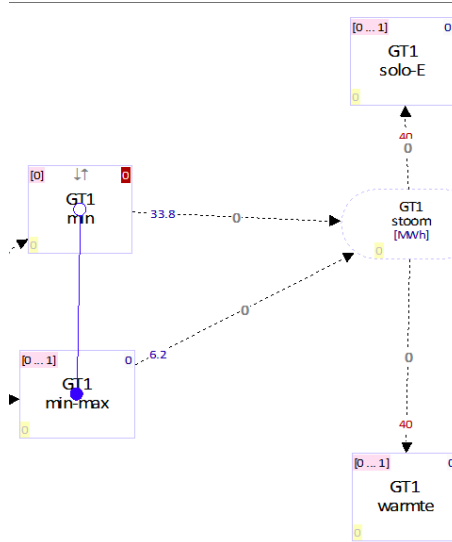 [0 ... 1] 0
GT1
solo-E
0
40
0
[0] ↓↑ 0
GT1
min
0
33.8 0
GT1
stoom
[MWh]
0
0
0
[0 ... 1] 0
6.2
GT1
min-max
0
40
[0 ... 1] 0
GT1
warmte
0